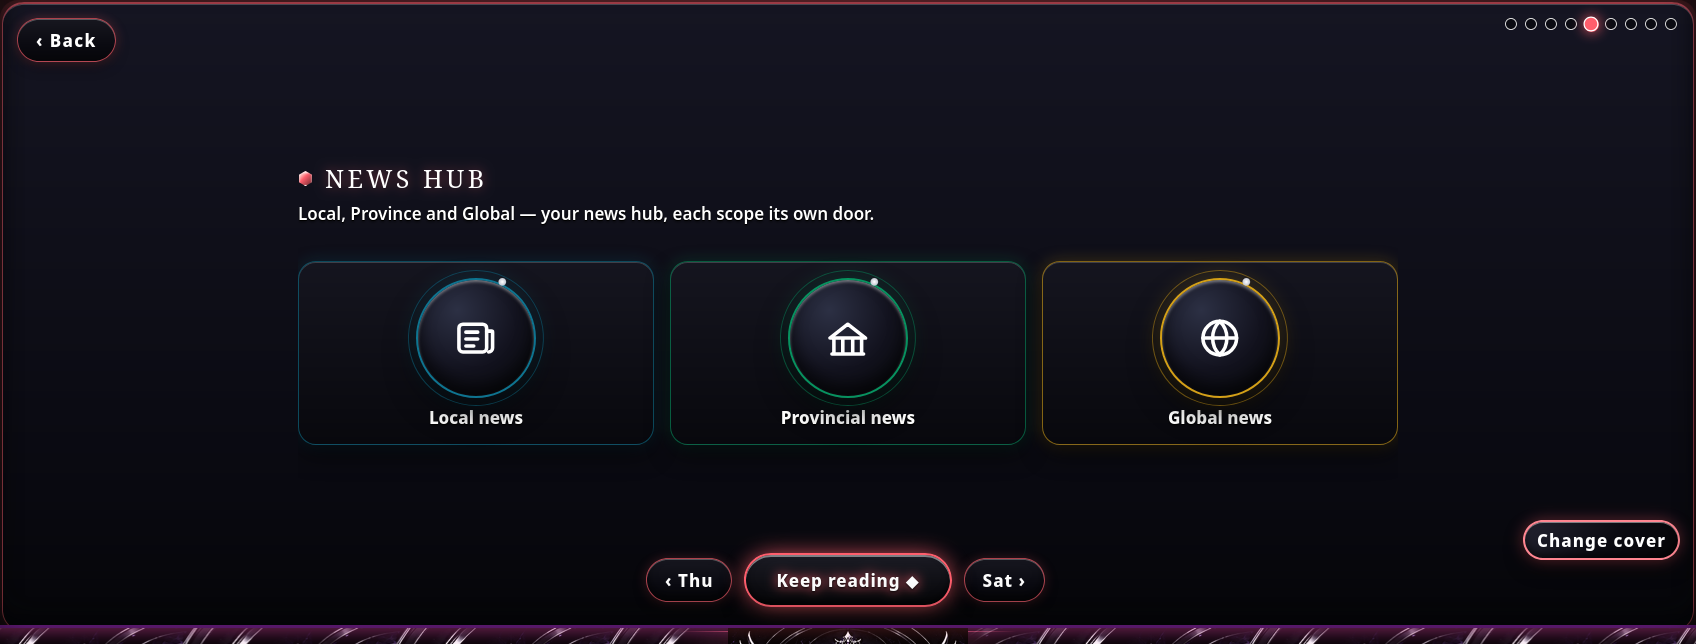 ‹ Back
NEWS HUB
Local, Province and Global — your news hub, each scope its own door.
Local news
Provincial news
Global news
Change cover
‹ Thu
Keep reading ◆
Sat ›